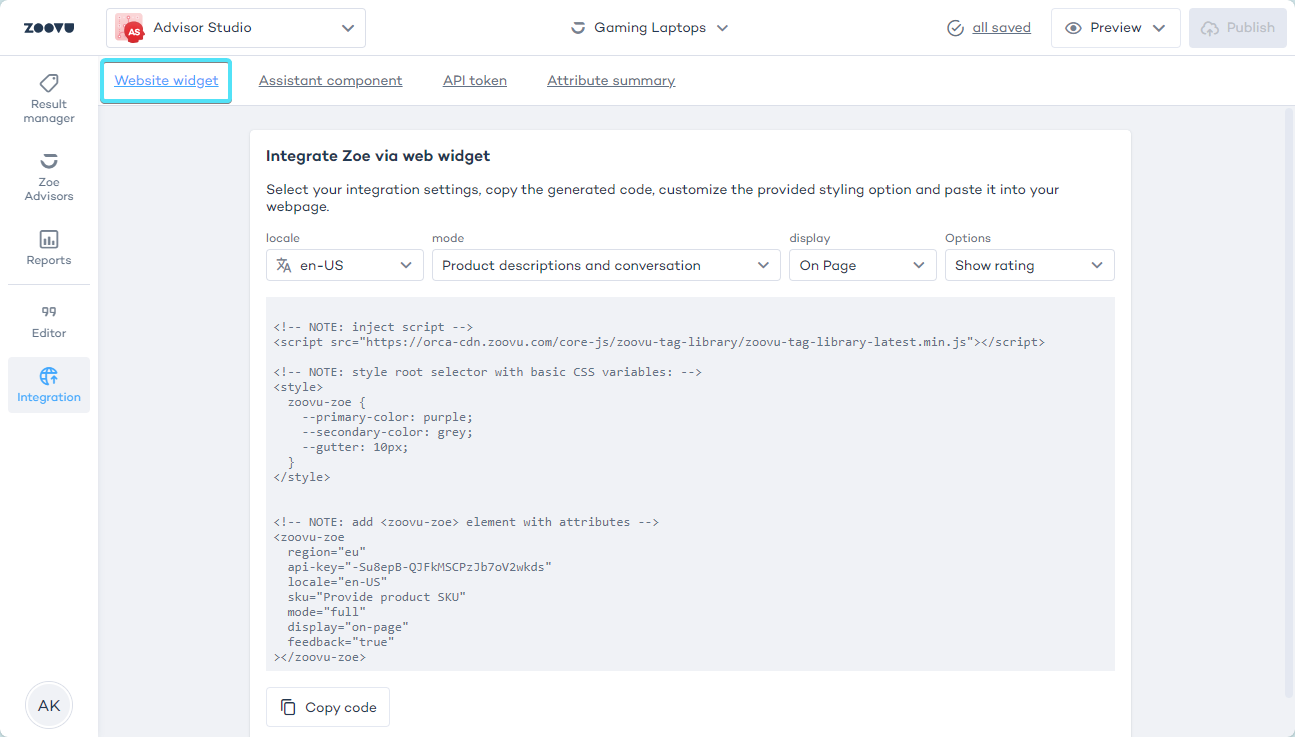 ZOOVU
AS Advisor Studio
Gaming Laptops
all saved
Preview
Publish
Website widget
Assistant component
API token
Attribute summary
Result
manager
Zoe
Advisors
Reports
Editor
Integration
AK
Integrate Zoe via web widget
Select your integration settings, copy the generated code, customize the provided styling option and paste it into your
webpage.
locale
mode
display
Options
en-US
Product descriptions and conversation
On Page
Show rating
<!-- NOTE: inject script -->
<script src="https://orca-cdn.zoovu.com/core-js/zoovu-tag-library/zoovu-tag-library-latest.min.js"></script>
<!-- NOTE: style root selector with basic CSS variables: -->
<style>
zoovu-zoe {
--primary-color: purple;
--secondary-color: grey;
--gutter: 10px;
}
</style>
<!-- NOTE: add <zoovu-zoe> element with attributes -->
<zoovu-zoe
region="eu"
api-key="-Su8epB-QJFkMSCPzJb7oV2wkds"
locale="en-US"
sku="Provide product SKU"
mode="full"
display="on-page"
feedback="true"
></zoovu-zoe>
Copy code